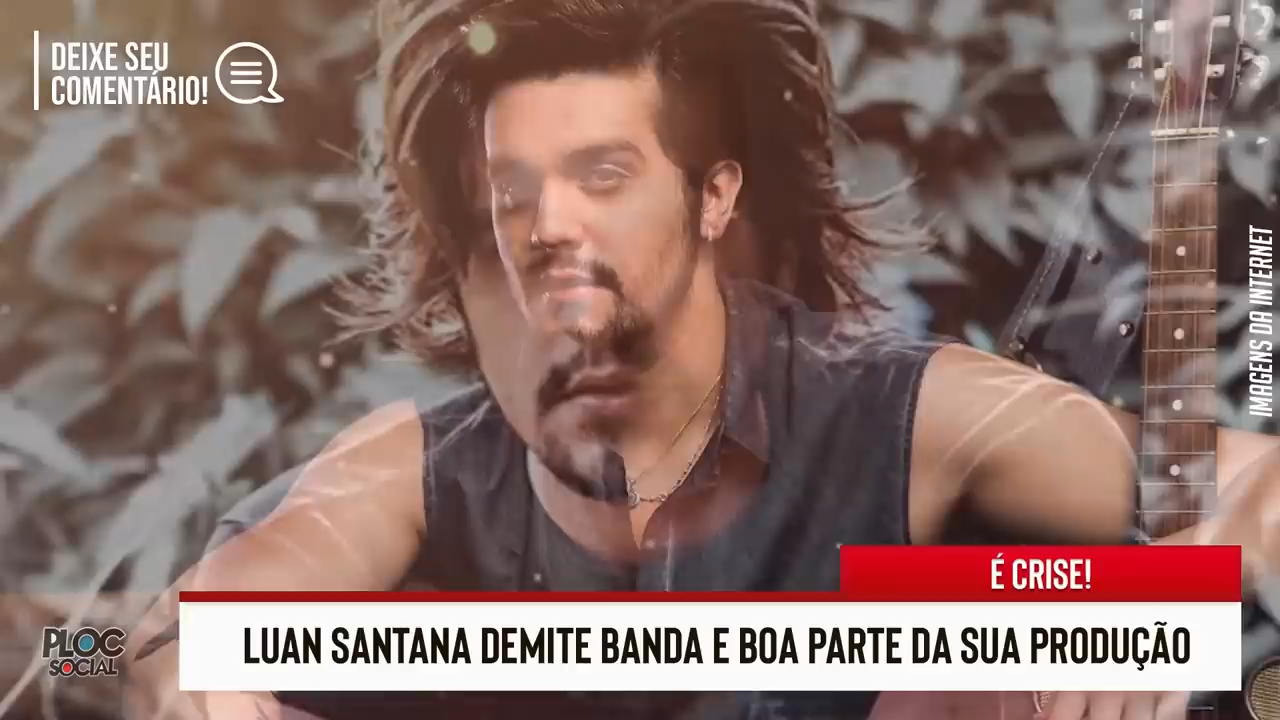 DEIXE SEU
COMENTÁRIO!
IMAGENS DA INTERNET
É CRISE!
LUAN SANTANA DEMITE BANDA E BOA PARTE DA SUA PRODUÇÃO
PLOC
SOCIAL